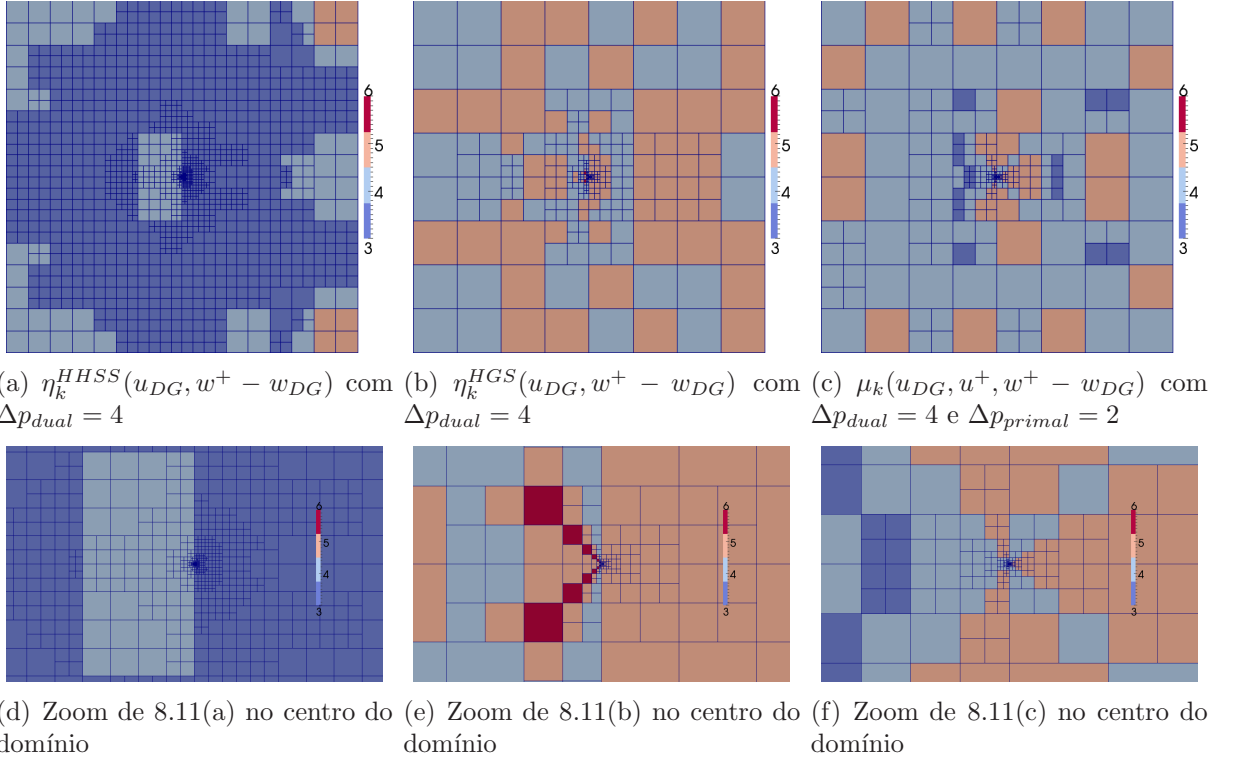 6
5
4
3
6
5
4
3
6
5
4
3
(a) $\eta_k^{HHSS}(u_{DG}, w^+ - w_{DG})$ com
$\Delta p_{dual} = 4$
(b) $\eta_k^{HGS}(u_{DG}, w^+ - w_{DG})$ com
$\Delta p_{dual} = 4$
(c) $\mu_k(u_{DG}, u^+, w^+ - w_{DG})$ com
$\Delta p_{dual} = 4$ e $\Delta p_{primal} = 2$
6
5
4
3
6
5
4
3
6
5
4
3
(d) Zoom de 8.11(a) no centro do
domínio
(e) Zoom de 8.11(b) no centro do
domínio
(f) Zoom de 8.11(c) no centro do
domínio